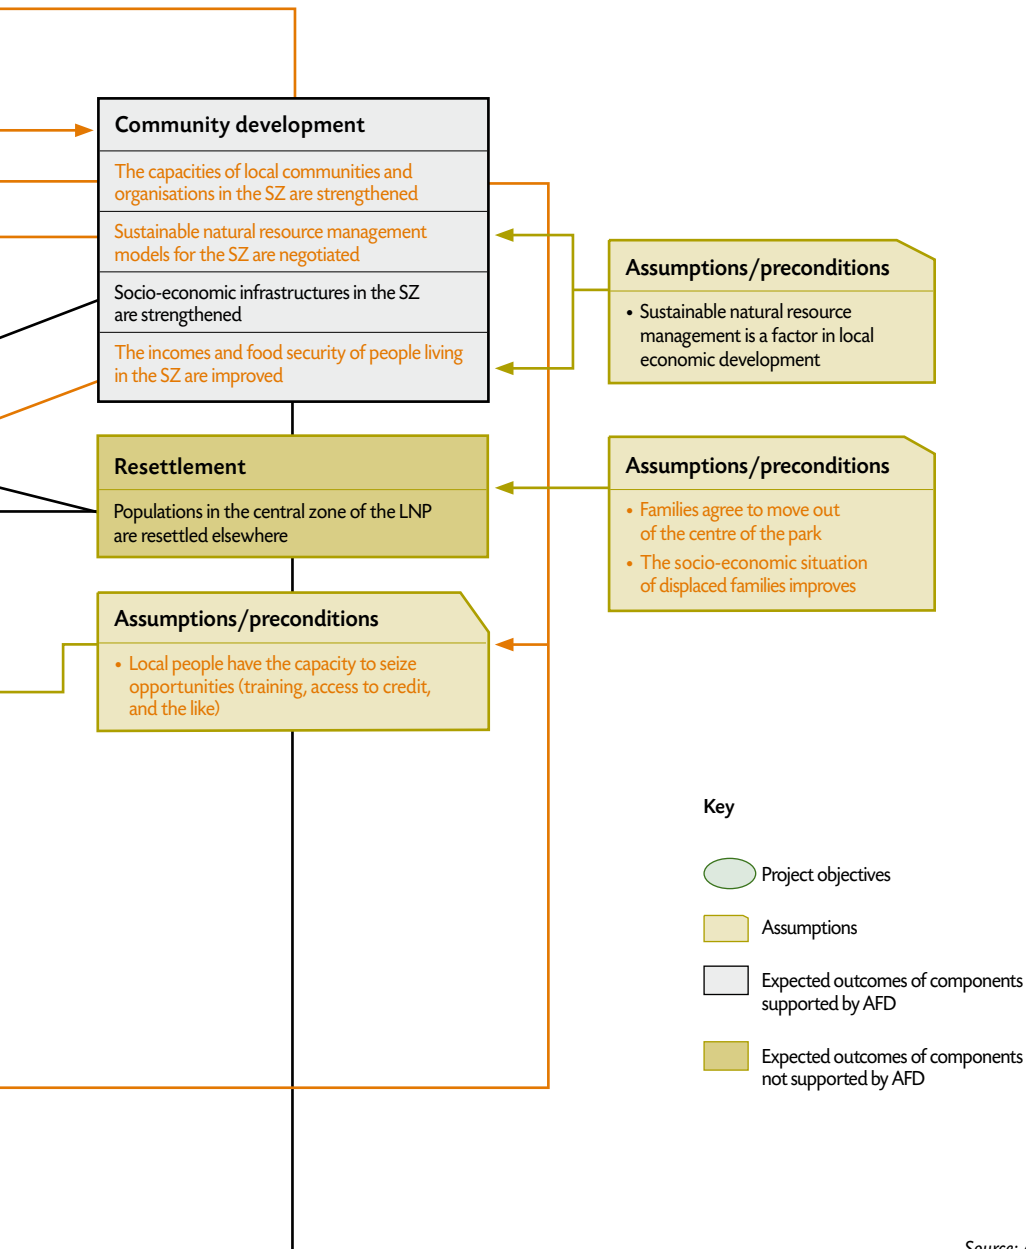 Community development
The capacities of local communities and
organisations in the SZ are strengthened
Sustainable natural resource management
models for the SZ are negotiated
Socio-economic infrastructures in the SZ
are strengthened
The incomes and food security of people living
in the SZ are improved
Assumptions/preconditions
• Sustainable natural resource
management is a factor in local
economic development
Resettlement
Populations in the central zone of the LNP
are resettled elsewhere
Assumptions/preconditions
• Families agree to move out
of the centre of the park
• The socio-economic situation
of displaced families improves
Assumptions/preconditions
• Local people have the capacity to seize
opportunities (training, access to credit,
and the like)
Key
Project objectives
Assumptions
Expected outcomes of components
supported by AFD
Expected outcomes of components
not supported by AFD
Source: